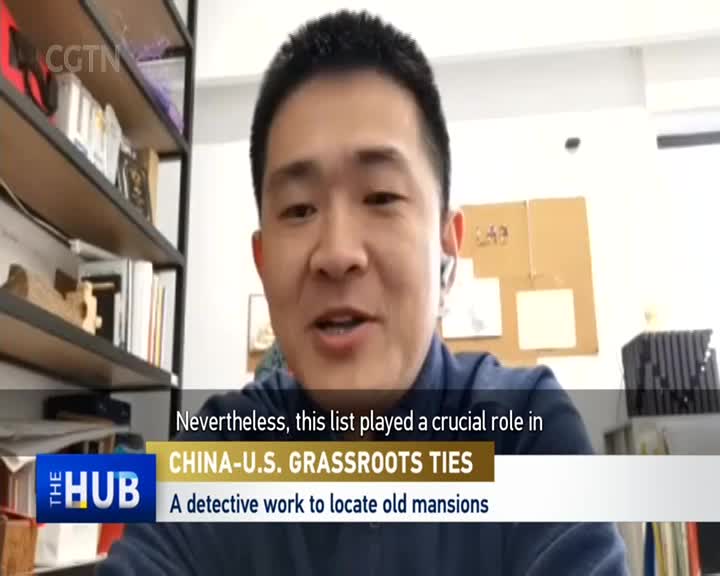 CGTN
Nevertheless, this list played a crucial role in
CHINA-U.S. GRASSROOTS TIES
THE HUB
A detective work to locate old mansions